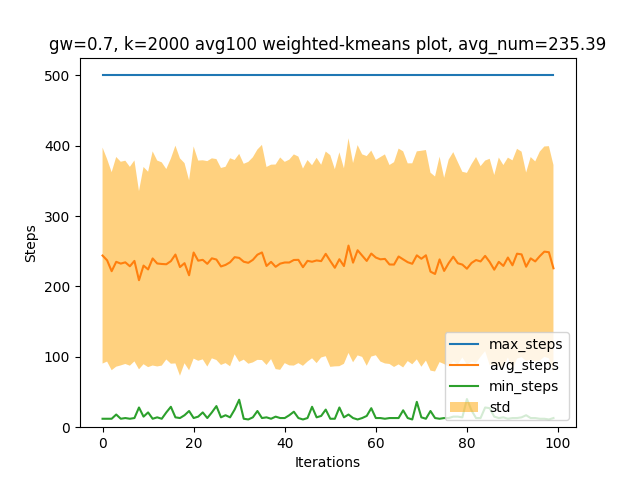 gw=0.7, k=2000 avg100 weighted-kmeans plot, avg_num=235.39
500
400
300
200
100
0
Steps
max_steps
avg_steps
min_steps
std
0
20
40
60
80
100
Iterations